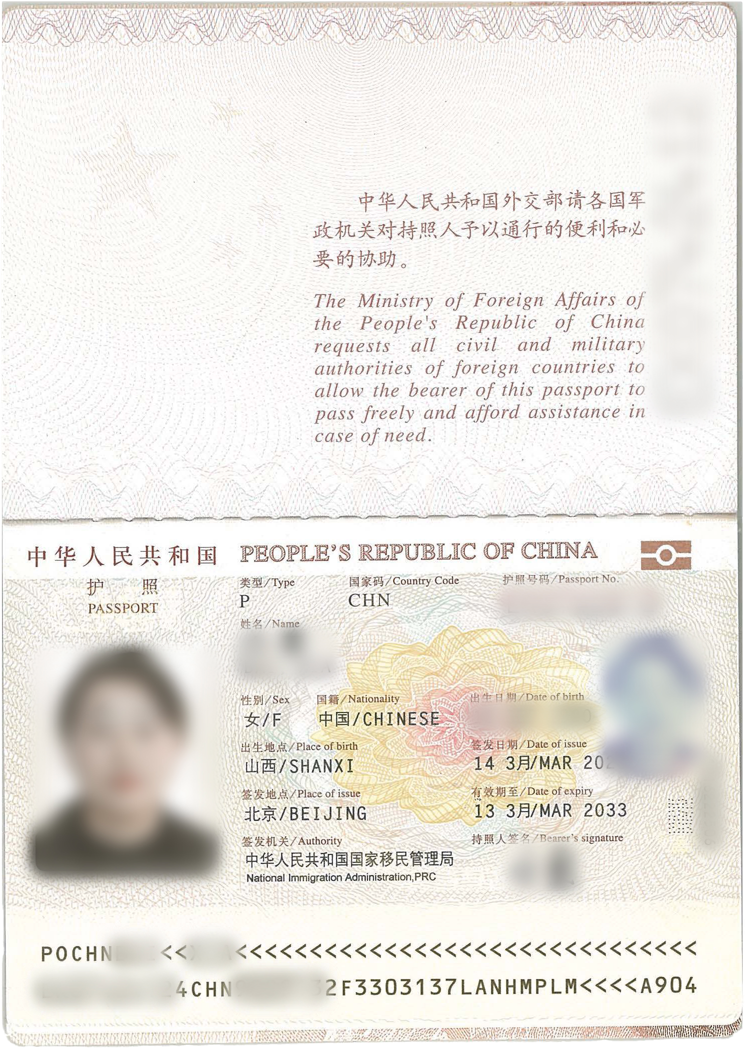 中华人民共和国外交部请各国军
政机关对持照人予以通行的便利和必
要的协助。
The Ministry of Foreign Affairs of
the People's Republic of China
requests all civil and military
authorities of foreign countries to
allow the bearer of this passport to
pass freely and afford assistance in
case of need.
中华人民共和国 PEOPLE'S REPUBLIC OF CHINA
护 照
PASSPORT
类型/Type 国家码/Country Code 护照号码/Passport No.
P CHN
姓名/Name
性别/Sex 国籍/Nationality 出生日期/Date of birth
女/F 中国/CHINESE
出生地点/Place of birth 签发日期/Date of issue
山西/SHANXI 14 3月/MAR 20
签发地点/Place of issue 有效期至/Date of expiry
北京/BEIJING 13 3月/MAR 2033
签发机关/Authority 持照人签名/Bearer's signature
中华人民共和国国家移民管理局
National Immigration Administration,PRC
POCHN << <<<<<<<<<<<<<<<<<<<<<<<<<<<<<<<
4CHN 2F3303137LANHMPLM<<<<A904